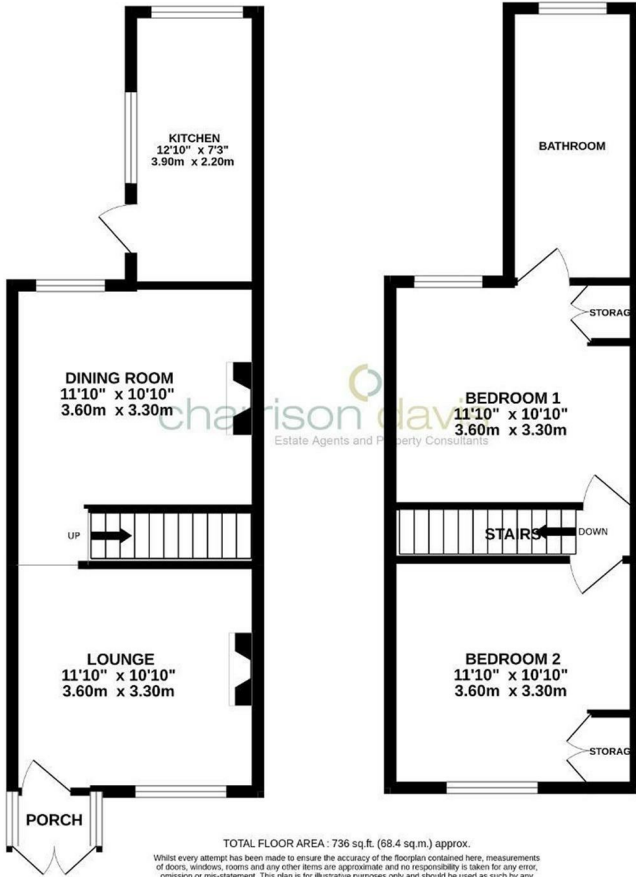 KITCHEN
12'10" x 7'3"
3.90m x 2.20m
DINING ROOM
11'10" x 10'10"
3.60m x 3.30m
UP
LOUNGE
11'10" x 10'10"
3.60m x 3.30m
PORCH
BATHROOM
STORAG
BEDROOM 1
11'10" x 10'10"
3.60m x 3.30m
STAIRS
DOWN
BEDROOM 2
11'10" x 10'10"
3.60m x 3.30m
STORAG
charrison davis
Estate Agents and Property Consultants
TOTAL FLOOR AREA : 736 sq.ft. (68.4 sq.m.) approx.
Whilst every attempt has been made to ensure the accuracy of the floorplan contained here, measurements
of doors, windows, rooms and any other items are approximate and no responsibility is taken for any error,
omission or mis-statement. This plan is for illustrative purposes only and should be used as such by any